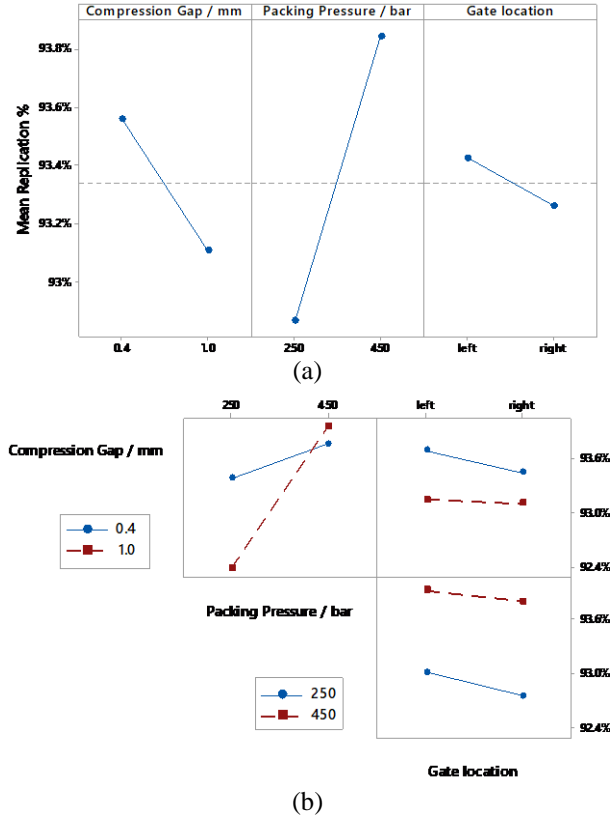 Compression Gap / mm Packing Pressure / bar Gate location
Mean Replication %
93.8%
93.6%
93.4%
93.2%
93%
0.4 1.0 250 450 left right
(a)
250 450 left right
Compression Gap / mm
0.4
1.0
93.6%
93.0%
92.4%
Packing Pressure / bar
250
450
93.6%
93.0%
92.4%
Gate location
(b)